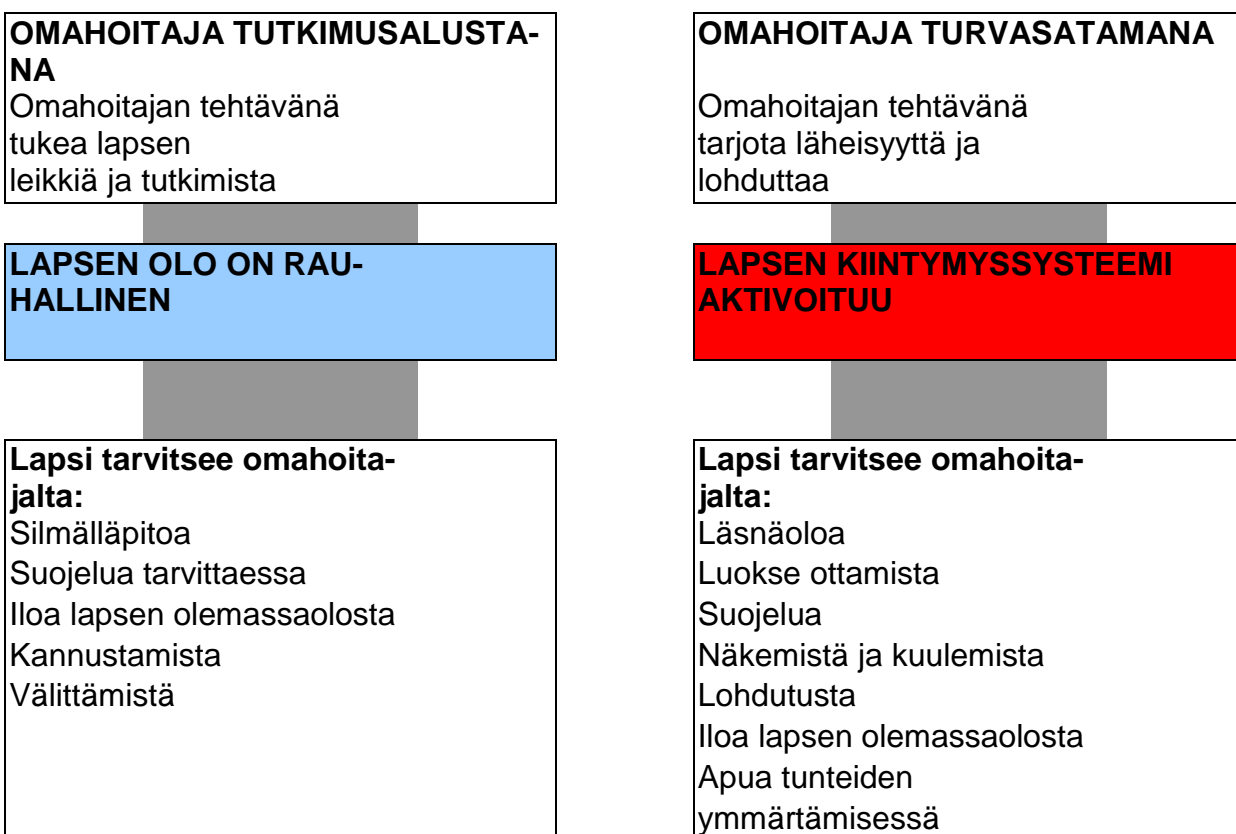 OMAHOITAJA TUTKIMUSALUSTA-
NA
Omahoitajan tehtävänä
tukea lapsen
leikkiä ja tutkimista
LAPSEN OLO ON RAU-
HALLINEN
Lapsi tarvitsee omahoita-
jalta:
Silmälläpitoa
Suojelua tarvittaessa
Iloa lapsen olemassaolosta
Kannustamista
Välittämistä
OMAHOITAJA TURVASATAMANA
Omahoitajan tehtävänä
tarjota läheisyyttä ja
lohduttaa
LAPSEN KIINTYMYSSYSTEEMI
AKTIVOITUU
Lapsi tarvitsee omahoita-
jalta:
Läsnäoloa
Luokse ottamista
Suojelua
Näkemistä ja kuulemista
Lohdutusta
Iloa lapsen olemassaolosta
Apua tunteiden
ymmärtämisessä